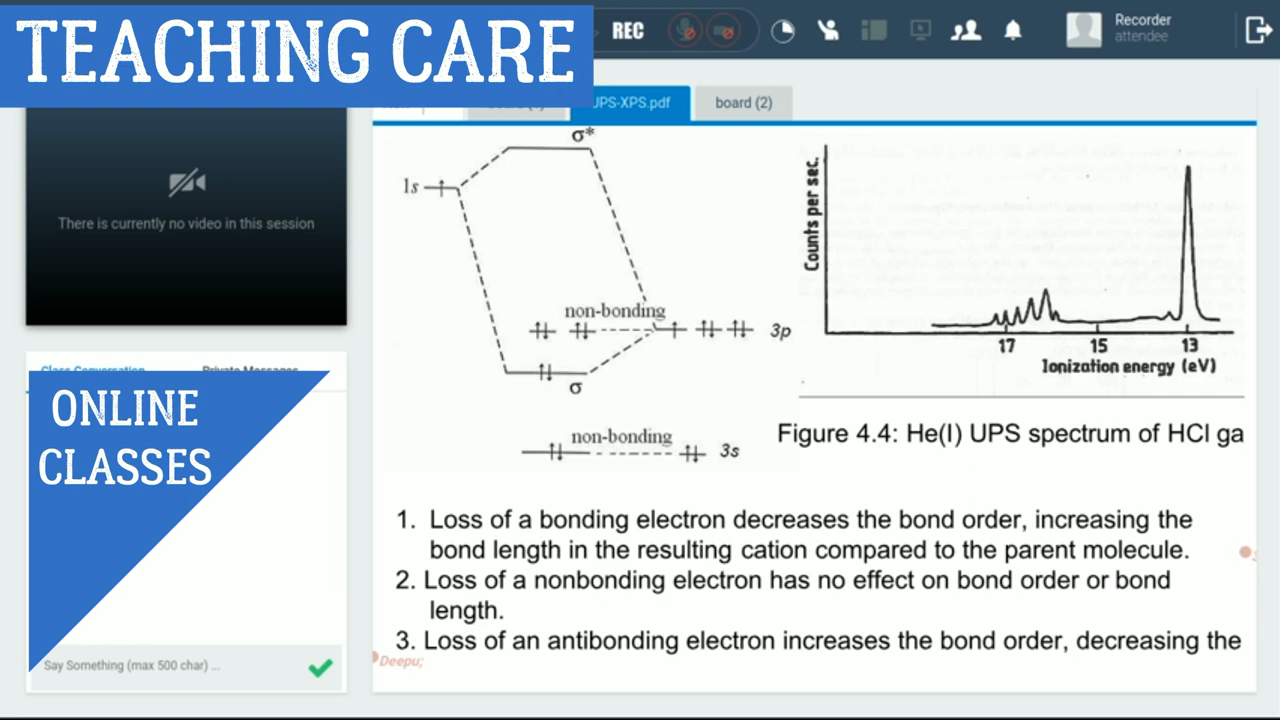 TEACHING CARE
REC
Recorder
attendee
UPS-XPS.pdf
board (2)
There is currently no video in this session
Class Conversation
Private Messages
ONLINE
CLASSES
Say Something (max 500 char) ...
σ*
1s
non-bonding
3p
σ
non-bonding
3s
Counts per sec.
17 15 13
Ionization energy (eV)
Figure 4.4: He(I) UPS spectrum of HCl ga
1. Loss of a bonding electron decreases the bond order, increasing the
bond length in the resulting cation compared to the parent molecule.
2. Loss of a nonbonding electron has no effect on bond order or bond
length.
3. Loss of an antibonding electron increases the bond order, decreasing the
Deepu;